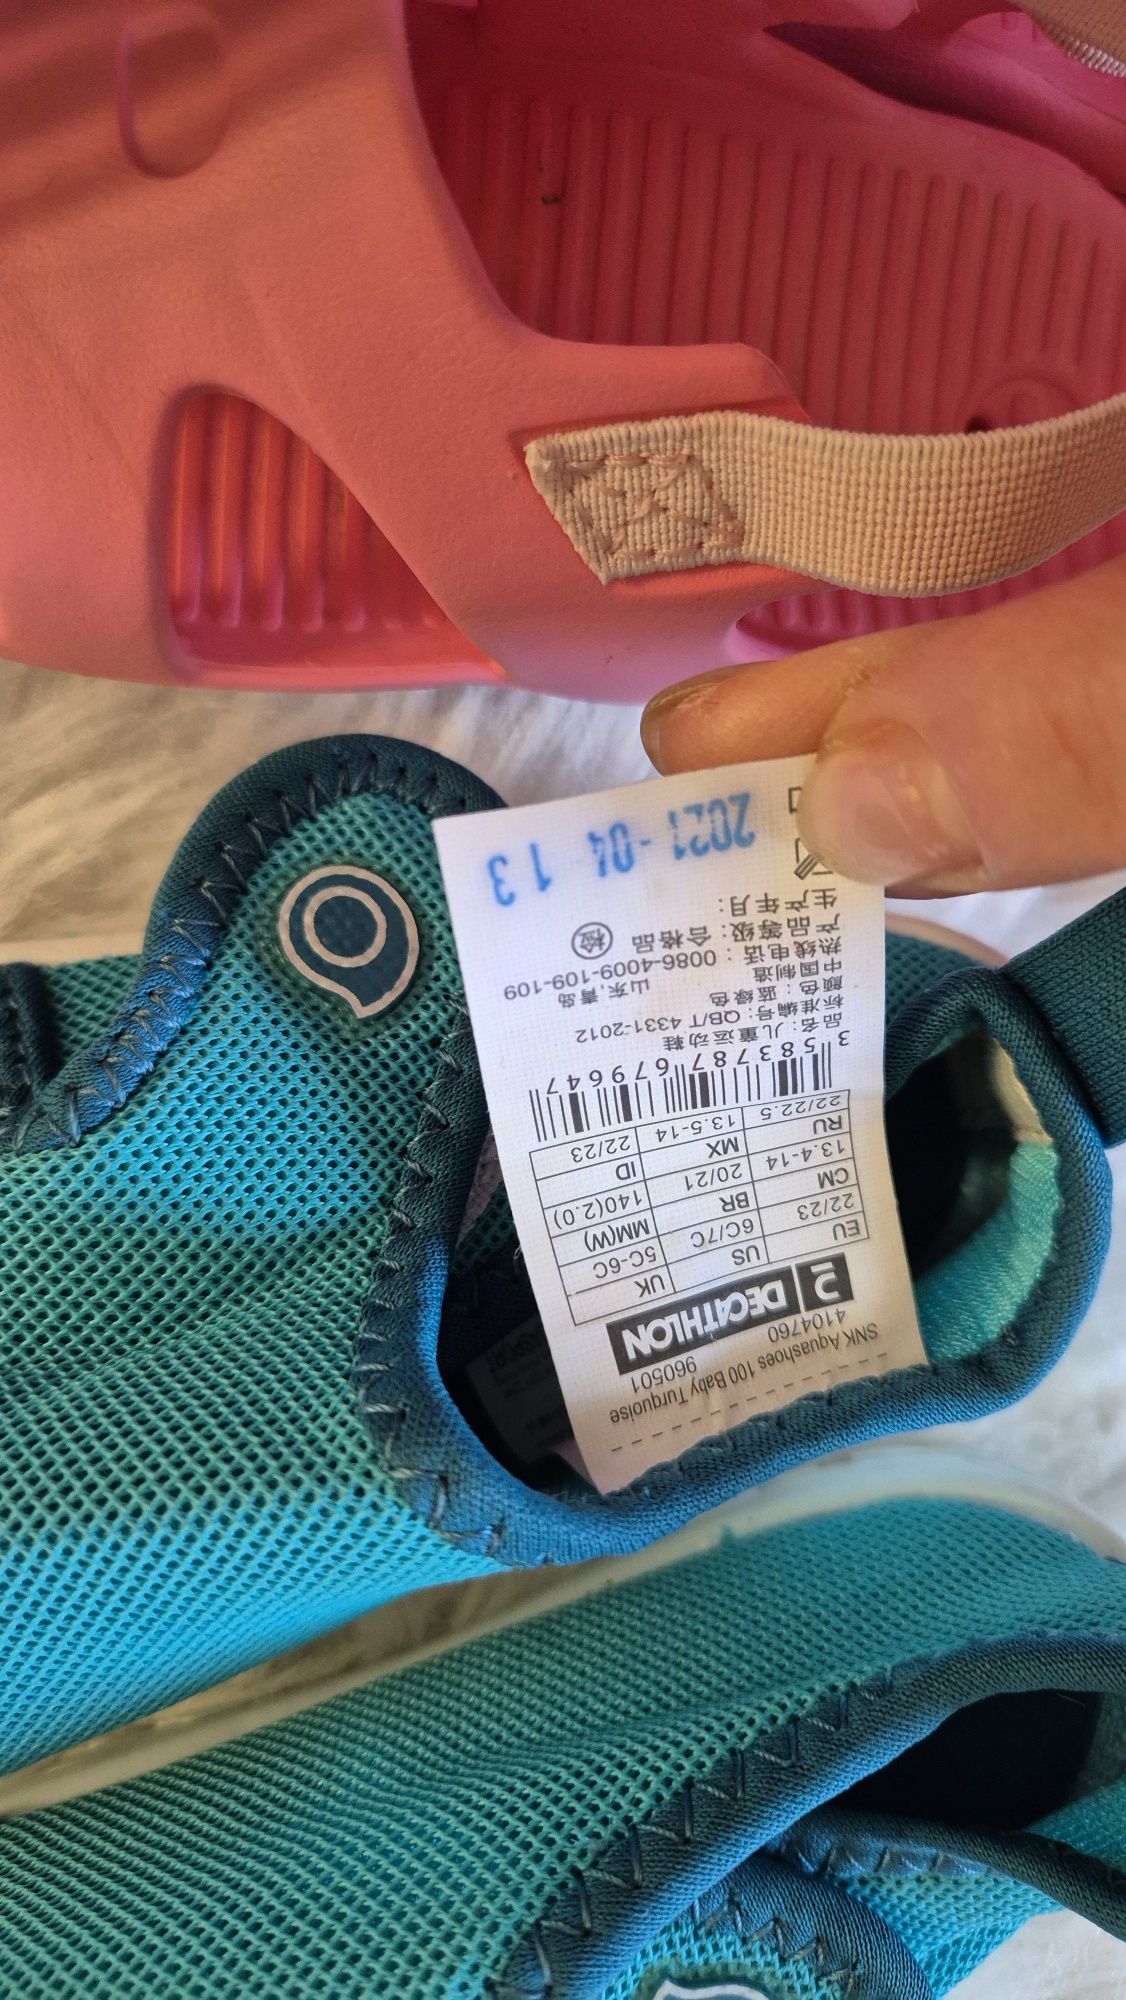 SNK Aquashoes 100 Baby Turquoise
4104760 960501
DECATHLON
EU US UK
22/23 6C/7C 5C-6C
CM BR MM(W)
13.4-14 20/21 140(2.0)
RU MX ID
22/22.5 13.5-14 22/23
3 583787 679647
品名: 儿童运动鞋
标准编号: QB/T 4331-2012
颜色: 蓝绿色
中国制造 山东,青岛
热线电话: 0086-4009-109-109
产品等级: 合格品 检
生产年月:
2021-04 13